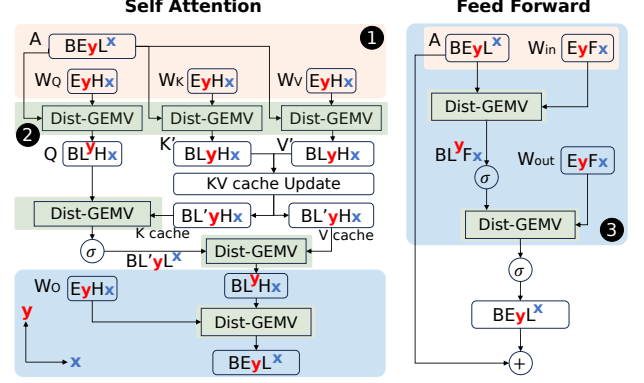 Self Attention
A BEyLx 1
WQ EyHx WK EyHx WV EyHx
Dist-GEMV Dist-GEMV Dist-GEMV
2
Q BLyHx K' BLyHx V' BLyHx
KV cache Update
Dist-GEMV BL'yHx BL'yHx
K cache V cache
σ BL'yLx Dist-GEMV
WO EyHx BLyHx
Dist-GEMV
y
x BEyLx
Feed Forward
A BEyLx Win EyFx
Dist-GEMV
BLyFx Wout EyFx
σ
Dist-GEMV 3
σ
BEyLx
+